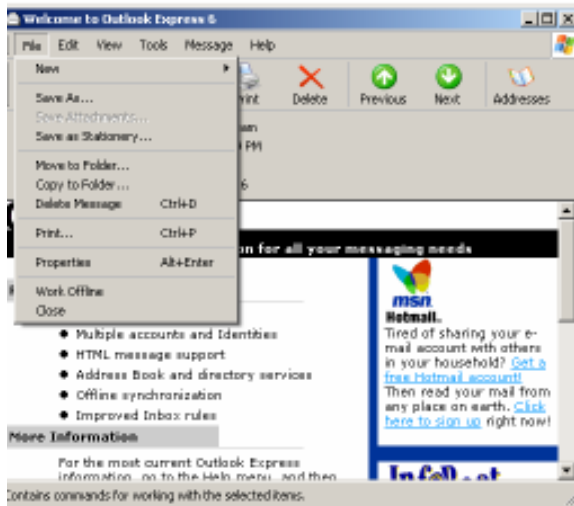 Welcome to Outlook Express 6
File Edit View Tools Message Help
New
Save As...
Save Attachments...
Save as Stationery...
Move to Folder...
Copy to Folder...
Delete Message Ctrl+D
Print... Ctrl+P
Properties Alt+Enter
Work Offline
Close
rint Delete Previous Next Addresses
am
PM
6
on for all your messaging needs
msn
Hotmail.
Tired of sharing your e-
mail account with others
in your household? Get a
free Hotmail account!
Then read your mail from
any place on earth. Click
here to sign up right now!
Multiple accounts and Identities
HTML message support
Address Book and directory services
Offline synchronization
Improved Inbox rules
More Information
For the most current Outlook Express
information, go to the Help menu, and then
Contains commands for working with the selected items.